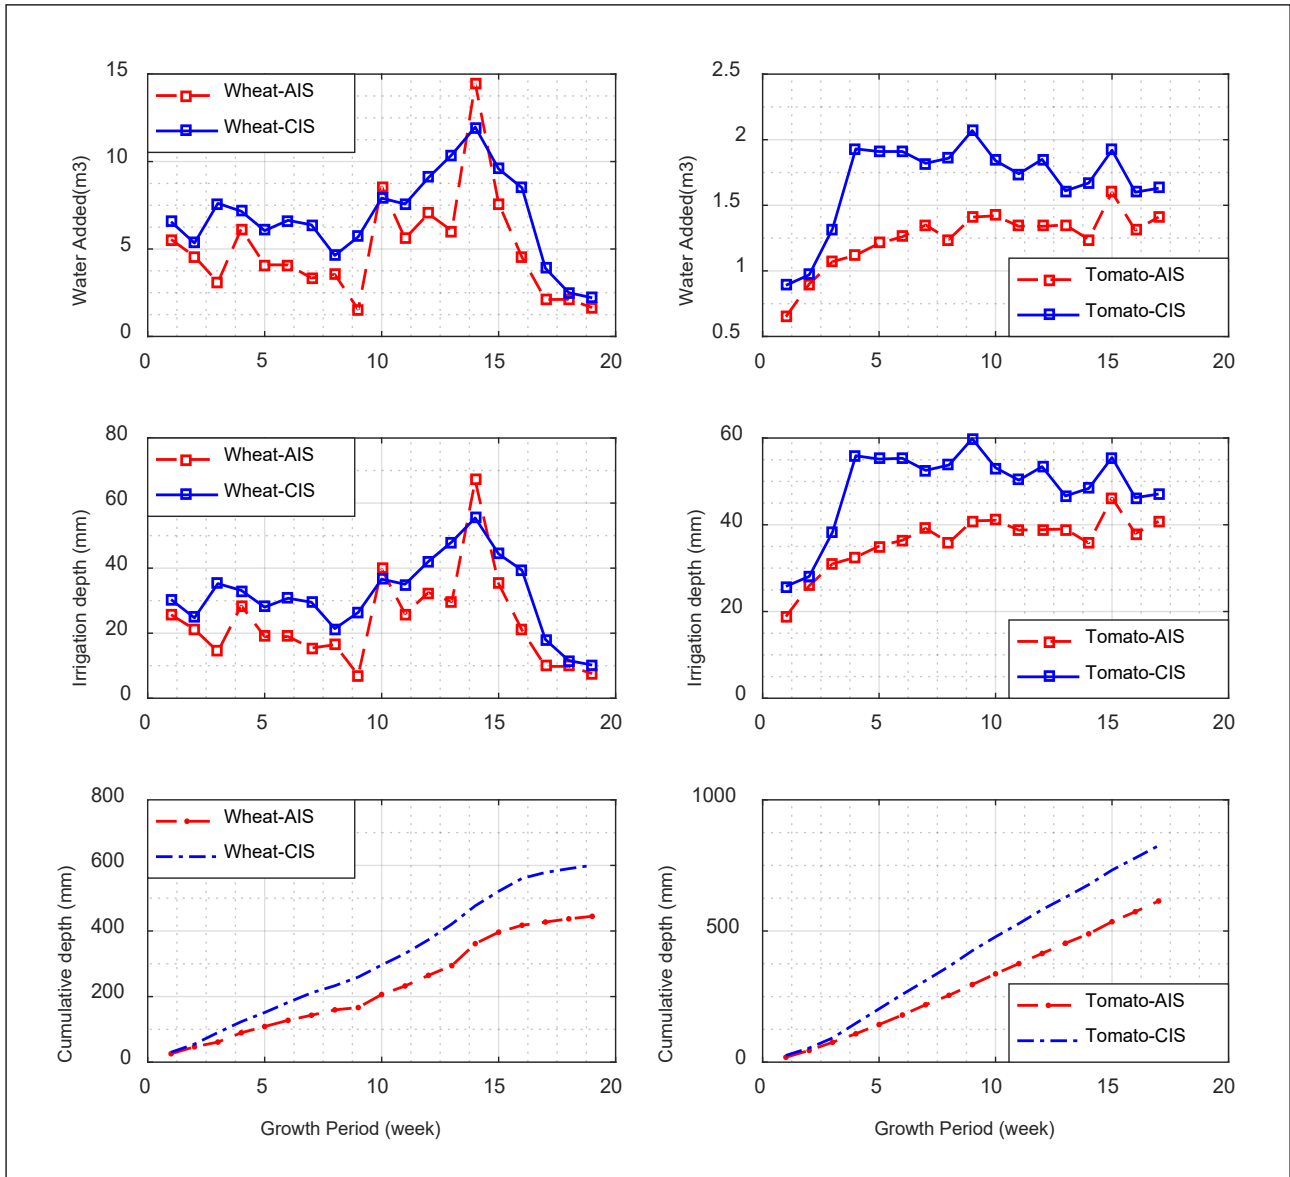 15
10
5
0
Water Added(m3)
Wheat-AIS
Wheat-CIS
0 5 10 15 20
2.5
2
1.5
1
0.5
Water Added(m3)
Tomato-AIS
Tomato-CIS
0 5 10 15 20
80
60
40
20
0
Irrigation depth (mm)
Wheat-AIS
Wheat-CIS
0 5 10 15 20
60
40
20
0
Irrigation depth (mm)
Tomato-AIS
Tomato-CIS
0 5 10 15 20
800
600
400
200
0
Cumulative depth (mm)
Wheat-AIS
Wheat-CIS
0 5 10 15 20
Growth Period (week)
1000
500
0
Cumulative depth (mm)
Tomato-AIS
Tomato-CIS
0 5 10 15 20
Growth Period (week)